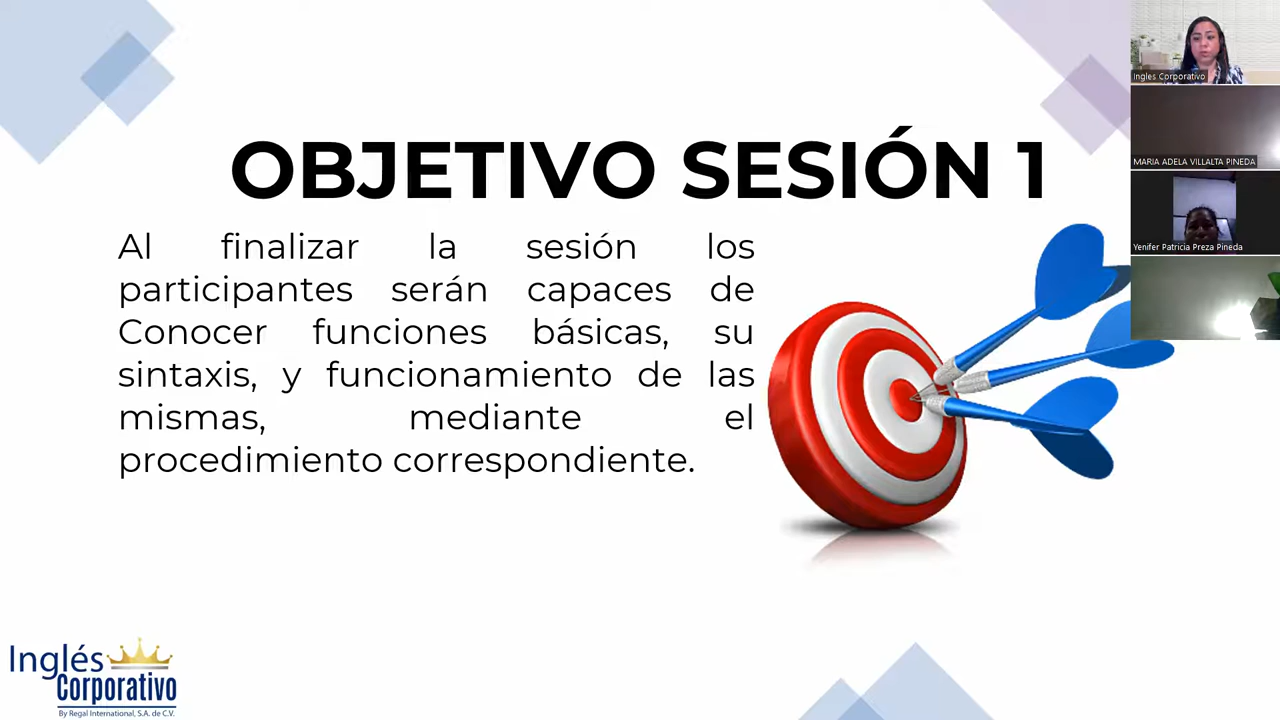 OBJETIVO SESIÓN 1
Al finalizar la sesión los
participantes serán capaces de
Conocer funciones básicas, su
sintaxis, y funcionamiento de las
mismas, mediante el
procedimiento correspondiente.
Inglés Corporativo
MARIA ADELA VILLALTA PINEDA
Yenifer Patricia Preza Pineda
Inglés
Corporativo
By Regal International, S.A. de C.V.